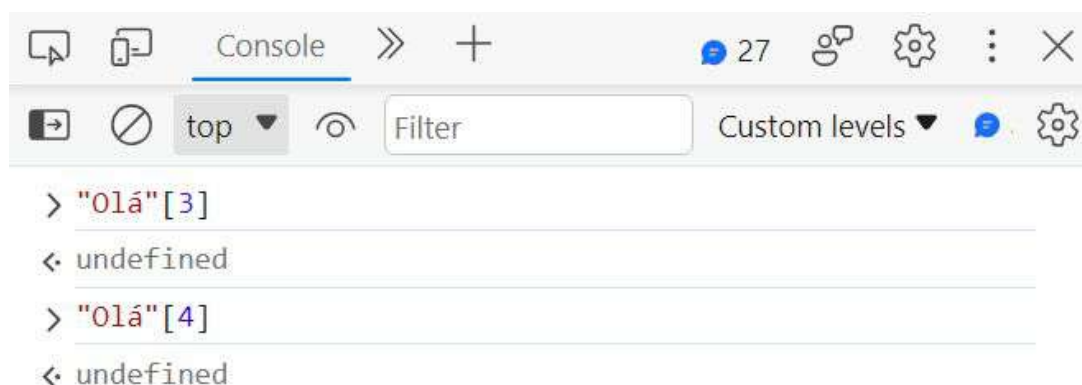 Console 27
top Filter Custom levels
"Olá"[3]
undefined
"Olá"[4]
undefined